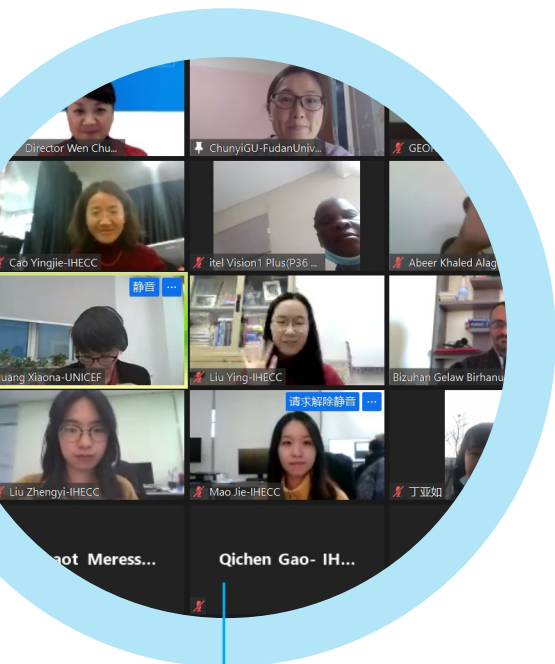 Director Wen Chu...
ChunyiGU-FudanUniv...
Cao Yingjie-IHECC
itel Vision1 Plus(P36 ...
Abeer Khaled Alag
静音 ...
uang Xiaona-UNICEF
Liu Ying-IHECC
Bizuhan Gelaw Birhanu
请求解除静音 ...
Liu Zhengyi-IHECC
Mao Jie-IHECC
丁亚如
Meress...
Qichen Gao- IH...